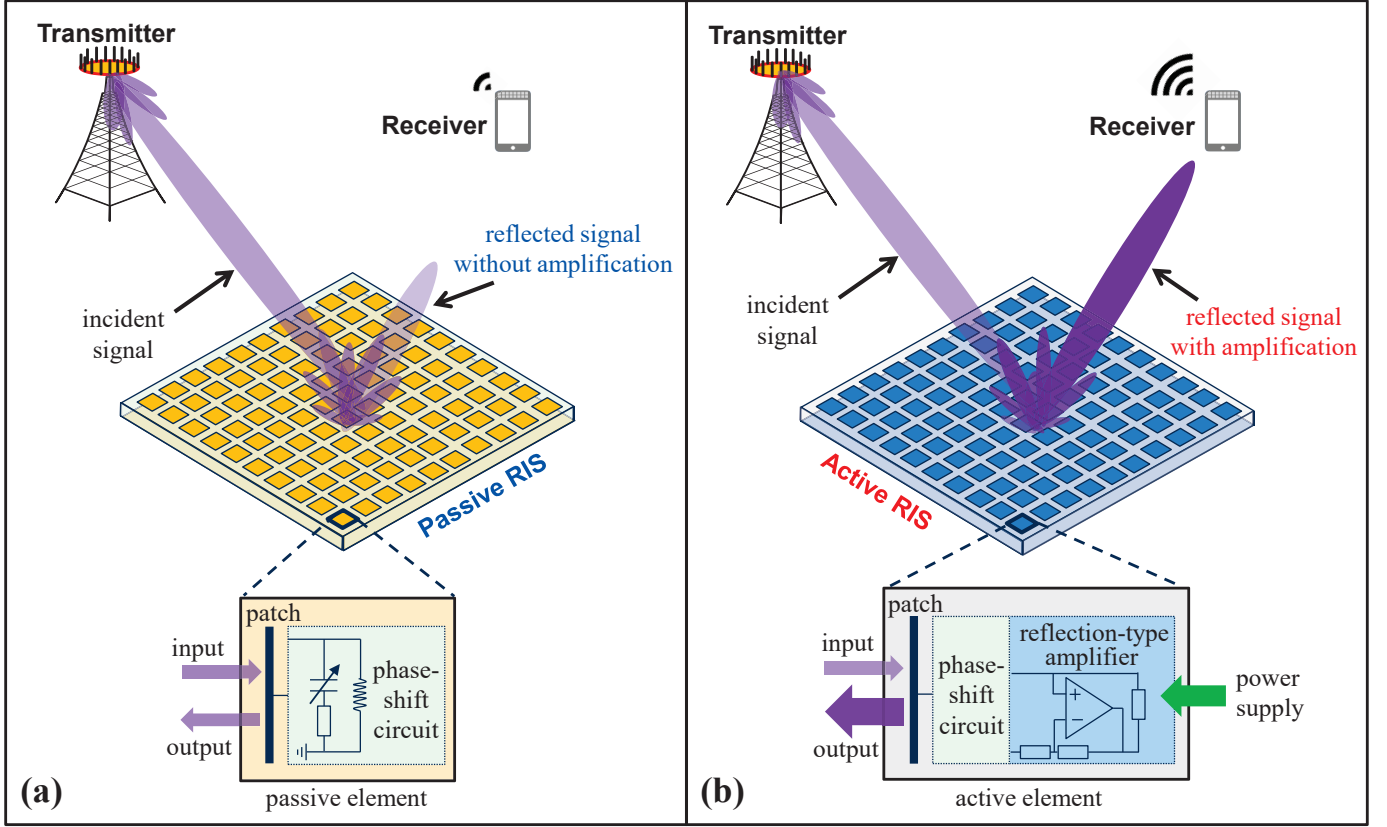 Transmitter
Receiver
reflected signal
without amplification
incident
signal
Passive RIS
patch
input
output
phase-
shift
circuit
(a)
passive element
Transmitter
Receiver
incident
signal
reflected signal
with amplification
Active RIS
patch
input
output
phase-
shift
circuit
reflection-type
amplifier
+
−
power
supply
(b)
active element